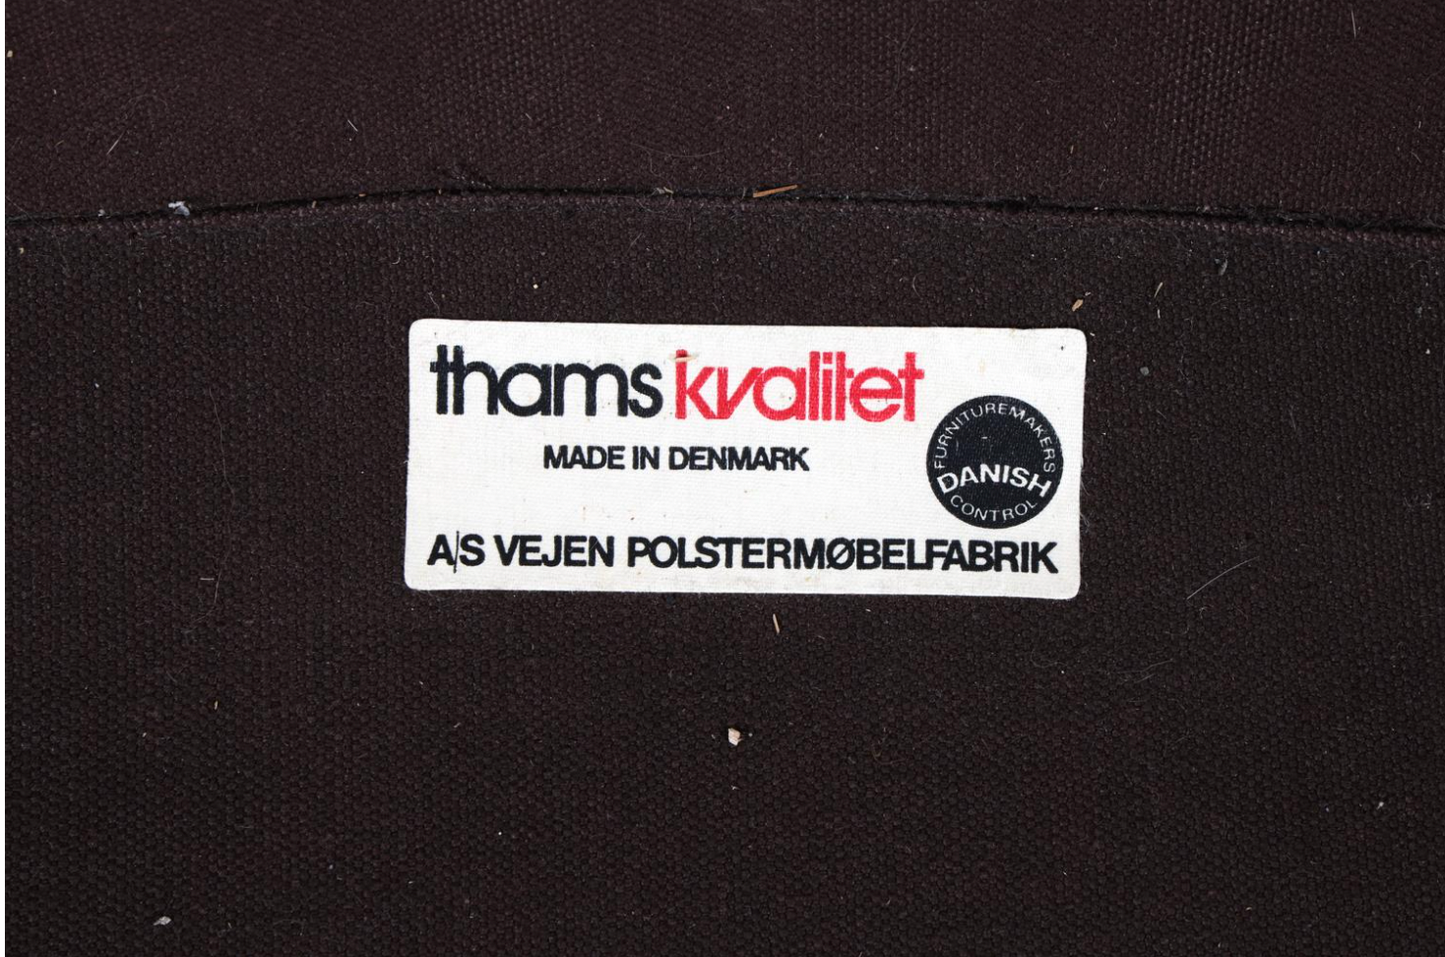 thams kvalitet
MADE IN DENMARK
FURNITUREMAKERS
DANISH
CONTROL
A/S VEJEN POLSTERMØBELFABRIK